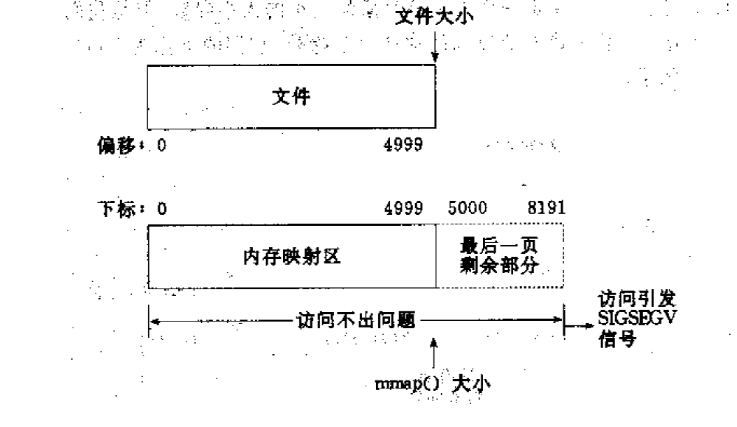 文件大小
文件
偏移: 0 4999
下标: 0 4999 5000 8191
内存映射区
最后一页
剩余部分
访问不出问题
访问引发
SIGSEGV
信号
mmap() 大小